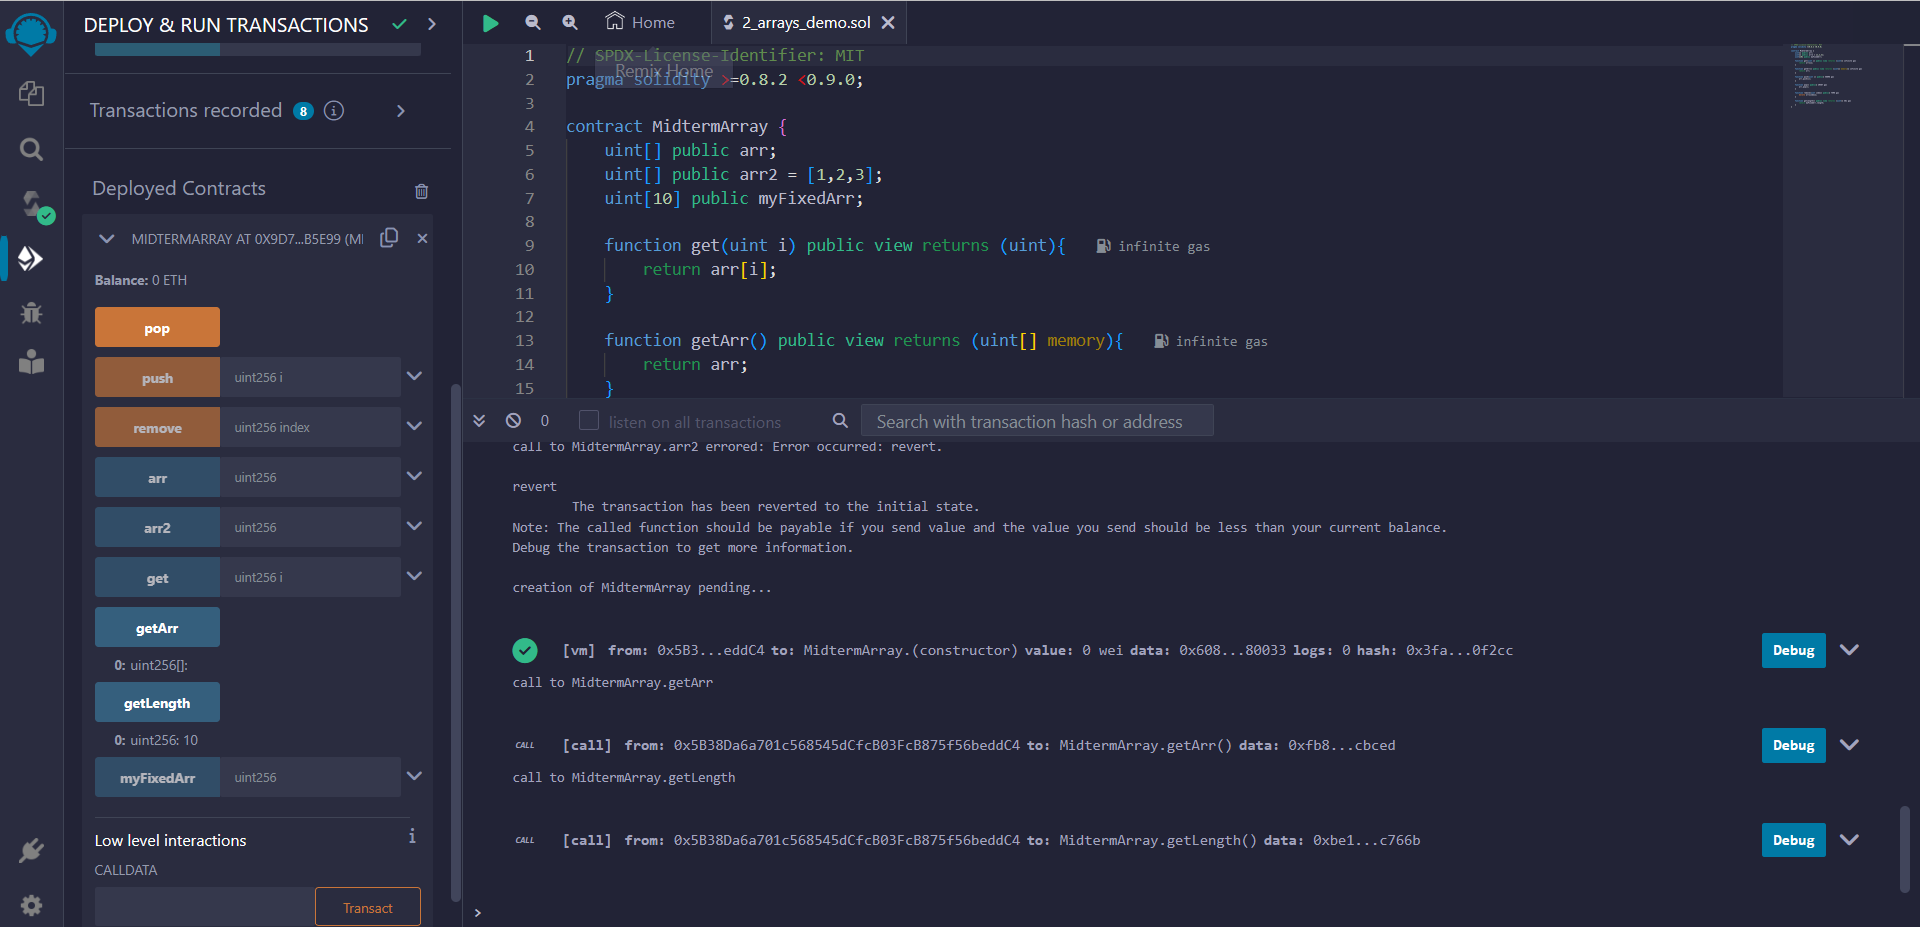 DEPLOY & RUN TRANSACTIONS
Transactions recorded 8
Deployed Contracts
MIDTERMARRAY AT 0X9D7...B5E99 (MI
Balance: 0 ETH
pop
push uint256 i
remove uint256 index
arr uint256
arr2 uint256
get uint256 i
getArr
0: uint256[]:
getLength
0: uint256: 10
myFixedArr uint256
Low level interactions
CALLDATA
Transact
Home
2_arrays_demo.sol
Remix Home
1 // SPDX-License-Identifier: MIT
2 pragma solidity >=0.8.2 <0.9.0;
3
4 contract MidtermArray {
5 uint[] public arr;
6 uint[] public arr2 = [1,2,3];
7 uint[10] public myFixedArr;
8
9 function get(uint i) public view returns (uint){ infinite gas
10 return arr[i];
11 }
12
13 function getArr() public view returns (uint[] memory){ infinite gas
14 return arr;
15 }
0 listen on all transactions Search with transaction hash or address
call to MidtermArray.arr2 errored: Error occurred: revert.
revert
The transaction has been reverted to the initial state.
Note: The called function should be payable if you send value and the value you send should be less than your current balance.
Debug the transaction to get more information.
creation of MidtermArray pending...
[vm] from: 0x5B3...eddC4 to: MidtermArray.(constructor) value: 0 wei data: 0x608...80033 logs: 0 hash: 0x3fa...0f2cc Debug
call to MidtermArray.getArr
CALL [call] from: 0x5B38Da6a701c568545dCfcB03FcB875f56beddC4 to: MidtermArray.getArr() data: 0xfb8...cbced Debug
call to MidtermArray.getLength
CALL [call] from: 0x5B38Da6a701c568545dCfcB03FcB875f56beddC4 to: MidtermArray.getLength() data: 0xbe1...c766b Debug
>